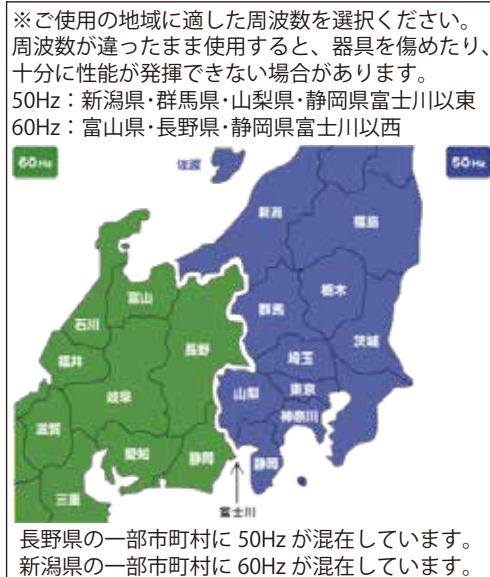 ※ご使用の地域に適した周波数を選択ください。
周波数が違ったまま使用すると、器具を傷めたり、
十分に性能が発揮できない場合があります。
50Hz：新潟県･群馬県･山梨県･静岡県富士川以東
60Hz：富山県･長野県･静岡県富士川以西
60Hz
佐渡
50Hz
新潟
福島
富山
群馬
栃木
石川
長野
茨城
福井
埼玉
岐阜
山梨
東京
神奈川
滋賀
愛知
静岡
静岡
三重
富士川
長野県の一部市町村に 50Hz が混在しています。
新潟県の一部市町村に 60Hz が混在しています。